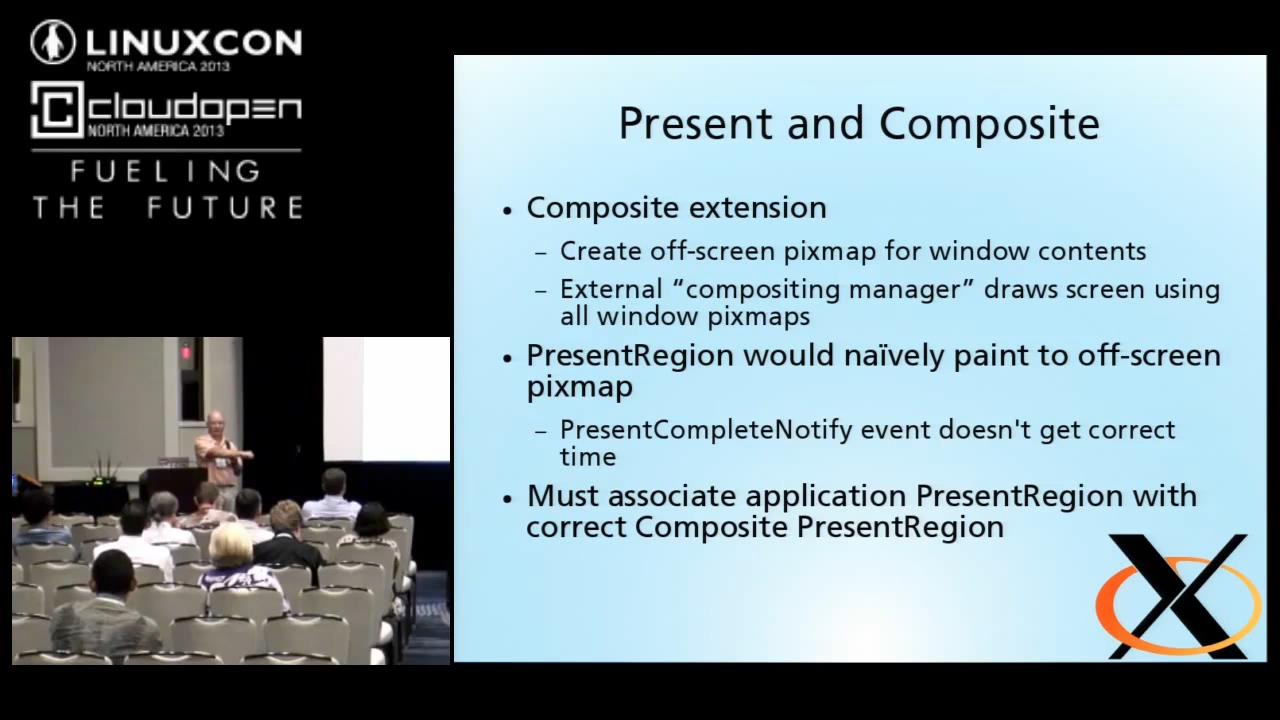 LINUXCON
NORTH AMERICA 2013
cloudopen
NORTH AMERICA 2013
FUELING
THE FUTURE
Present and Composite
• Composite extension
– Create off-screen pixmap for window contents
– External “compositing manager” draws screen using
all window pixmaps
• PresentRegion would naïvely paint to off-screen
pixmap
– PresentCompleteNotify event doesn't get correct
time
• Must associate application PresentRegion with
correct Composite PresentRegion